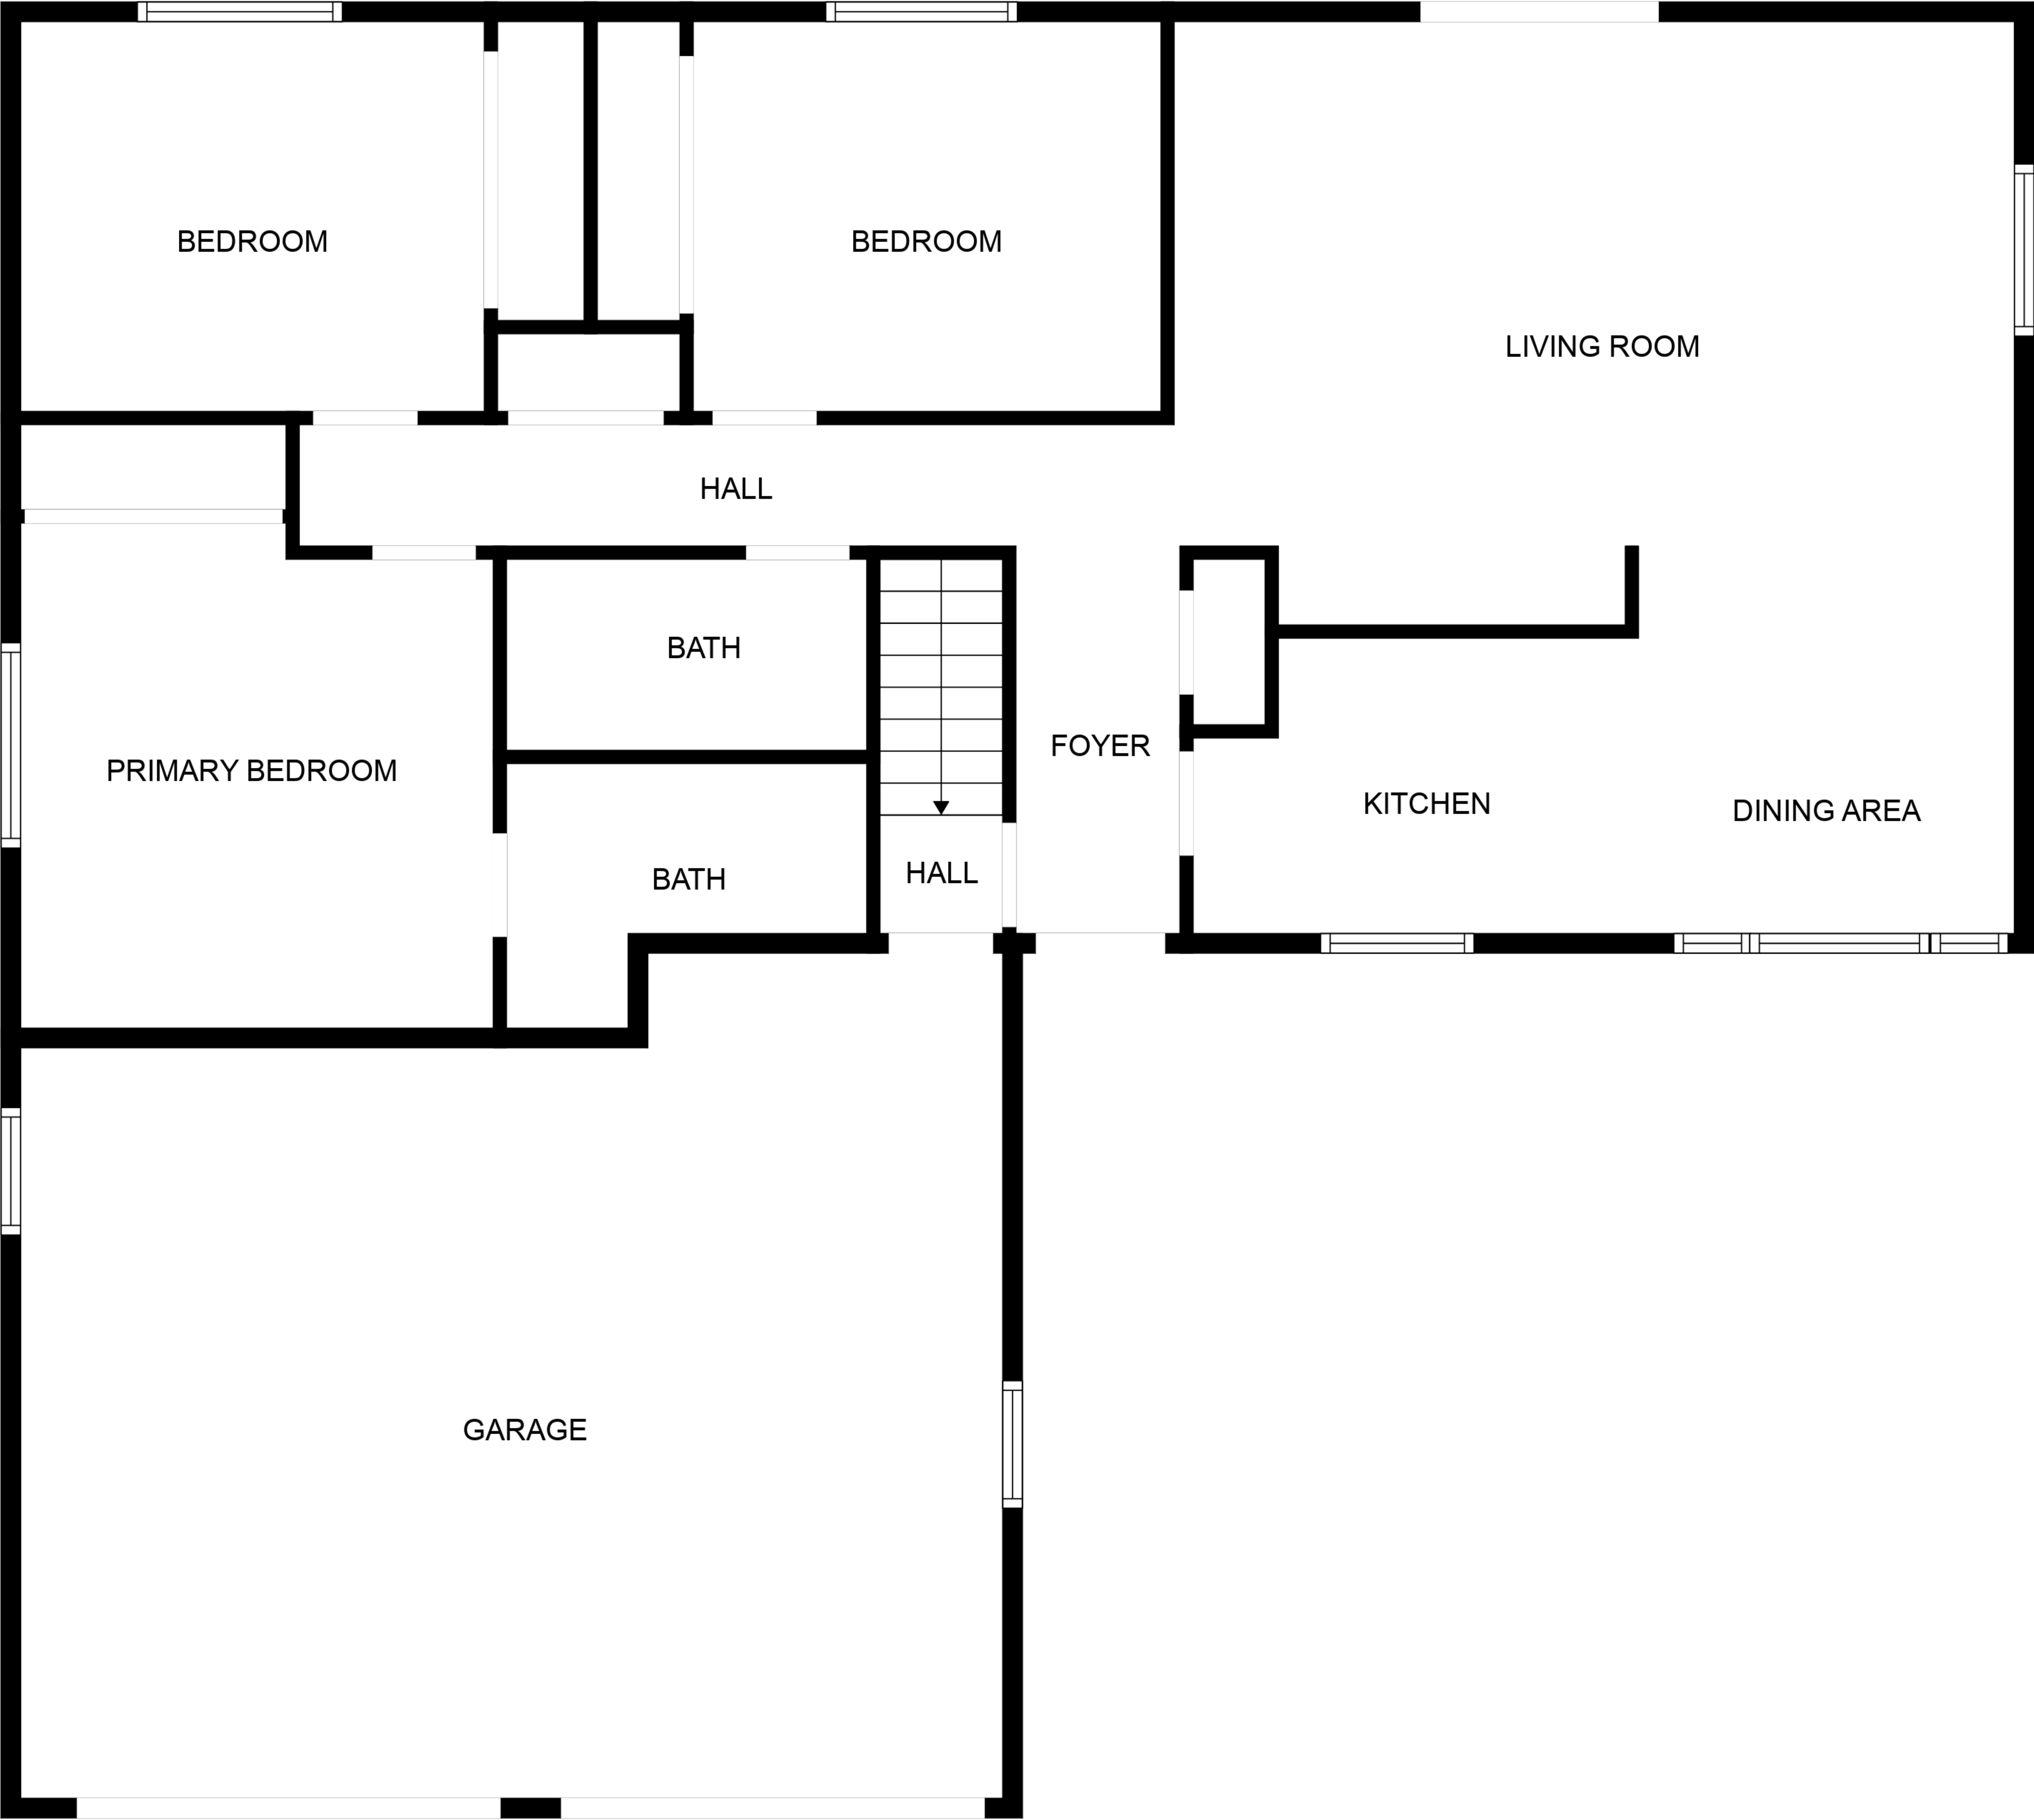 BEDROOM
BEDROOM
LIVING ROOM
HALL
BATH
FOYER
PRIMARY BEDROOM
KITCHEN
DINING AREA
BATH
HALL
GARAGE